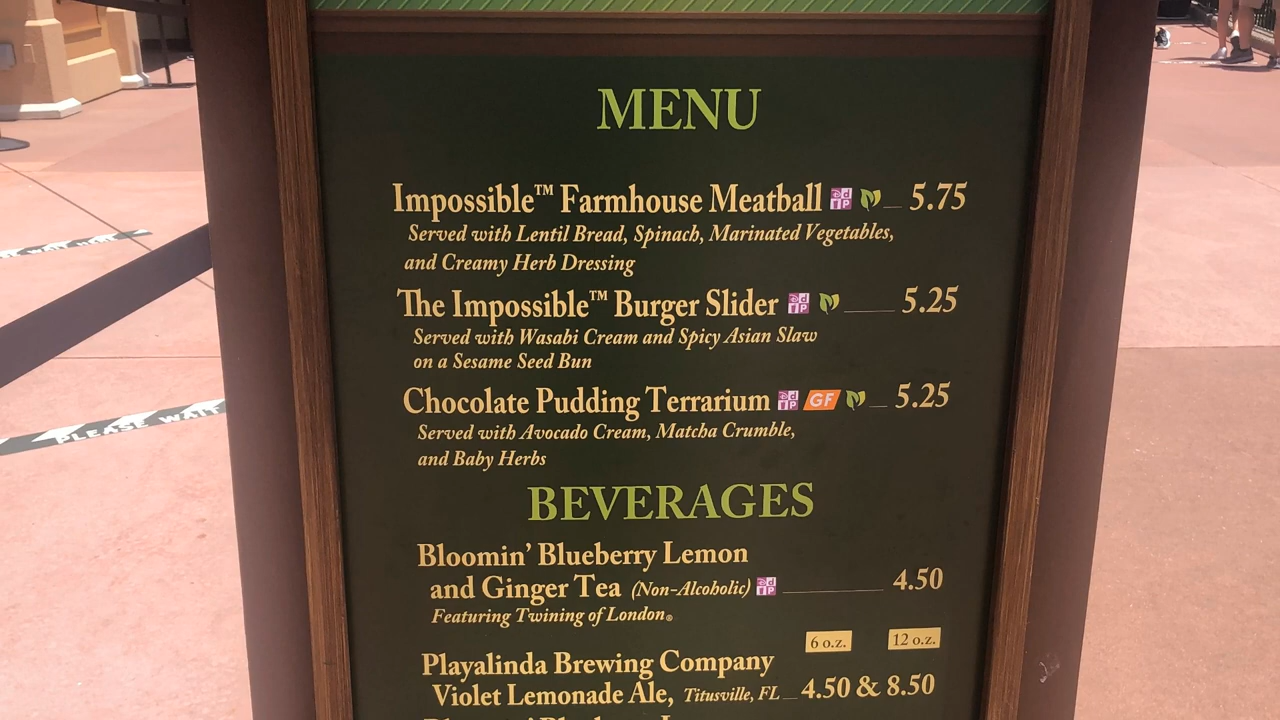 MENU
Impossible™ Farmhouse Meatball 5.75
Served with Lentil Bread, Spinach, Marinated Vegetables,
and Creamy Herb Dressing
The Impossible™ Burger Slider 5.25
Served with Wasabi Cream and Spicy Asian Slaw
on a Sesame Seed Bun
Chocolate Pudding Terrarium GF 5.25
Served with Avocado Cream, Matcha Crumble,
and Baby Herbs
BEVERAGES
Bloomin' Blueberry Lemon
and Ginger Tea (Non-Alcoholic) 4.50
Featuring Twining of London®
6 o.z. 12 o.z.
Playalinda Brewing Company
Violet Lemonade Ale, Titusville, FL 4.50 & 8.50
PLEASE WAIT
WAIT HERE